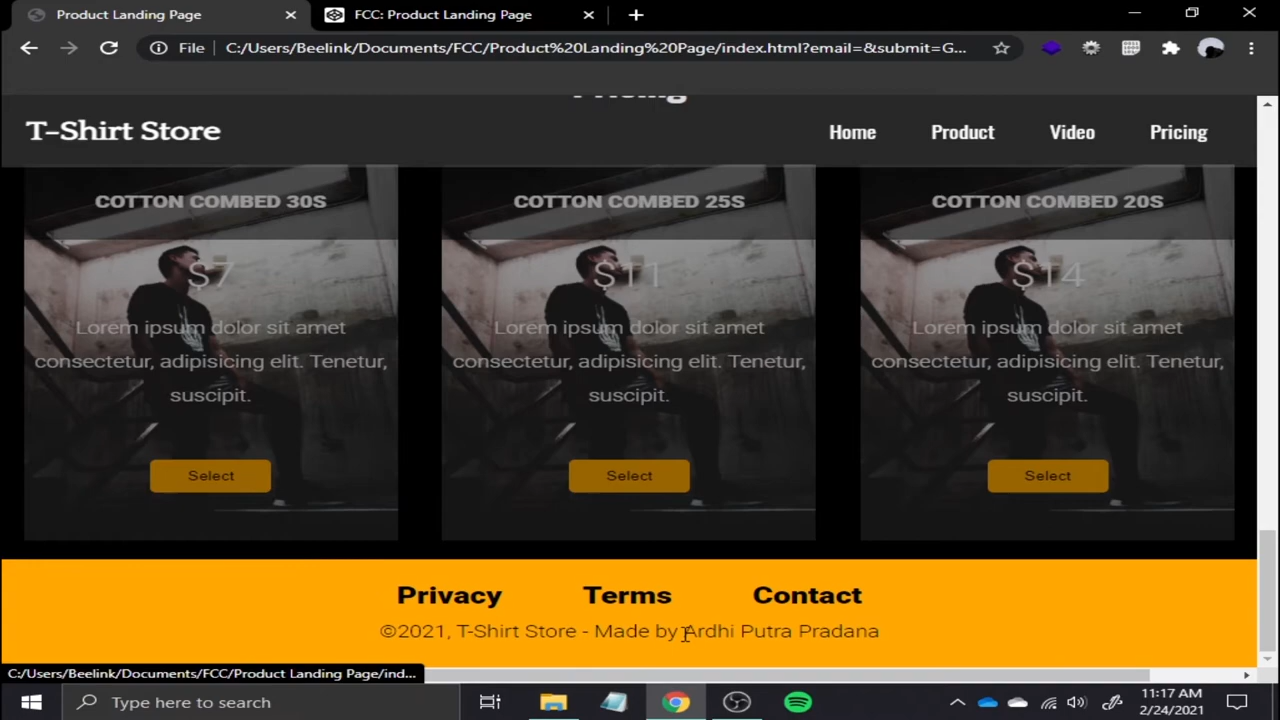 Product Landing Page
FCC: Product Landing Page
File
C:/Users/Beelink/Documents/FCC/Product%20Landing%20Page/index.html?email=&submit=G...
Pricing
T-Shirt Store
Home
Product
Video
Pricing
COTTON COMBED 30S
COTTON COMBED 25S
COTTON COMBED 20S
$7
$11
$14
Lorem ipsum dolor sit amet
consectetur, adipisicing elit. Tenetur,
suscipit.
Lorem ipsum dolor sit amet
consectetur, adipisicing elit. Tenetur,
suscipit.
Lorem ipsum dolor sit amet
consectetur, adipisicing elit. Tenetur,
suscipit.
Select
Select
Select
Privacy
Terms
Contact
©2021, T-Shirt Store - Made by Ardhi Putra Pradana
C:/Users/Beelink/Documents/FCC/Product Landing Page/ind...
Type here to search
11:17 AM
2/24/2021